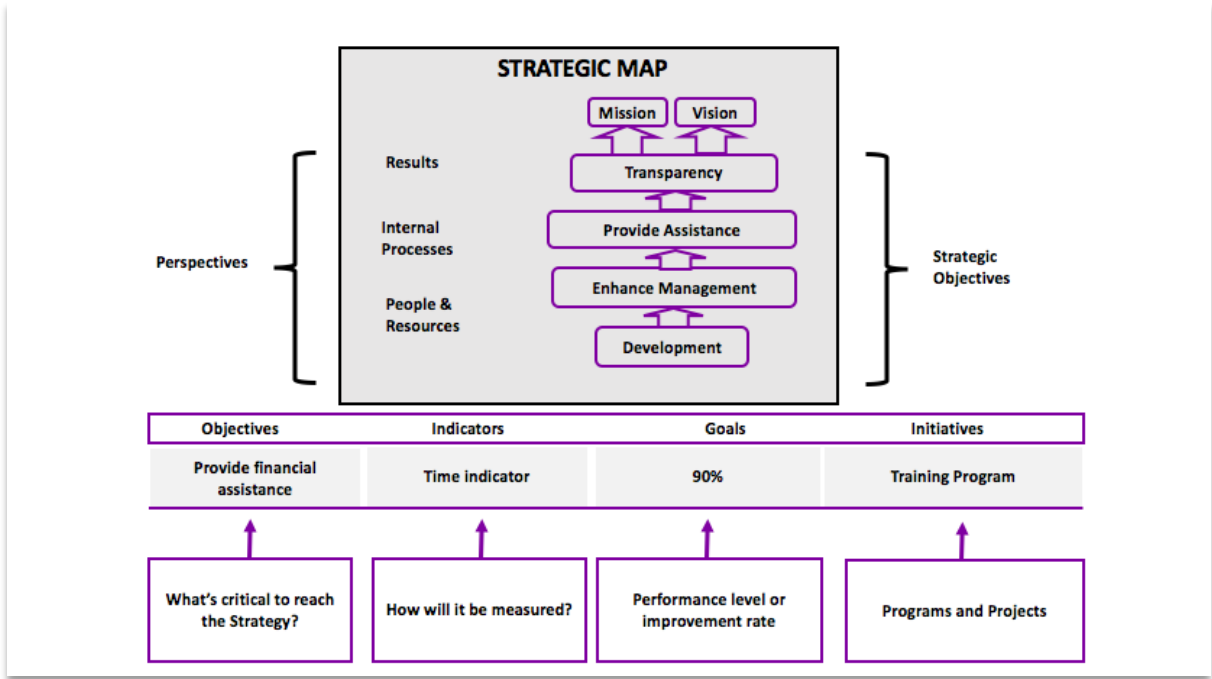 STRATEGIC MAP
Mission
Vision
Results
Transparency
Internal
Processes
Provide Assistance
Perspectives
Strategic
Objectives
People &
Resources
Enhance Management
Development
Objectives
Indicators
Goals
Initiatives
Provide financial
assistance
Time indicator
90%
Training Program
What's critical to reach
the Strategy?
How will it be measured?
Performance level or
improvement rate
Programs and Projects